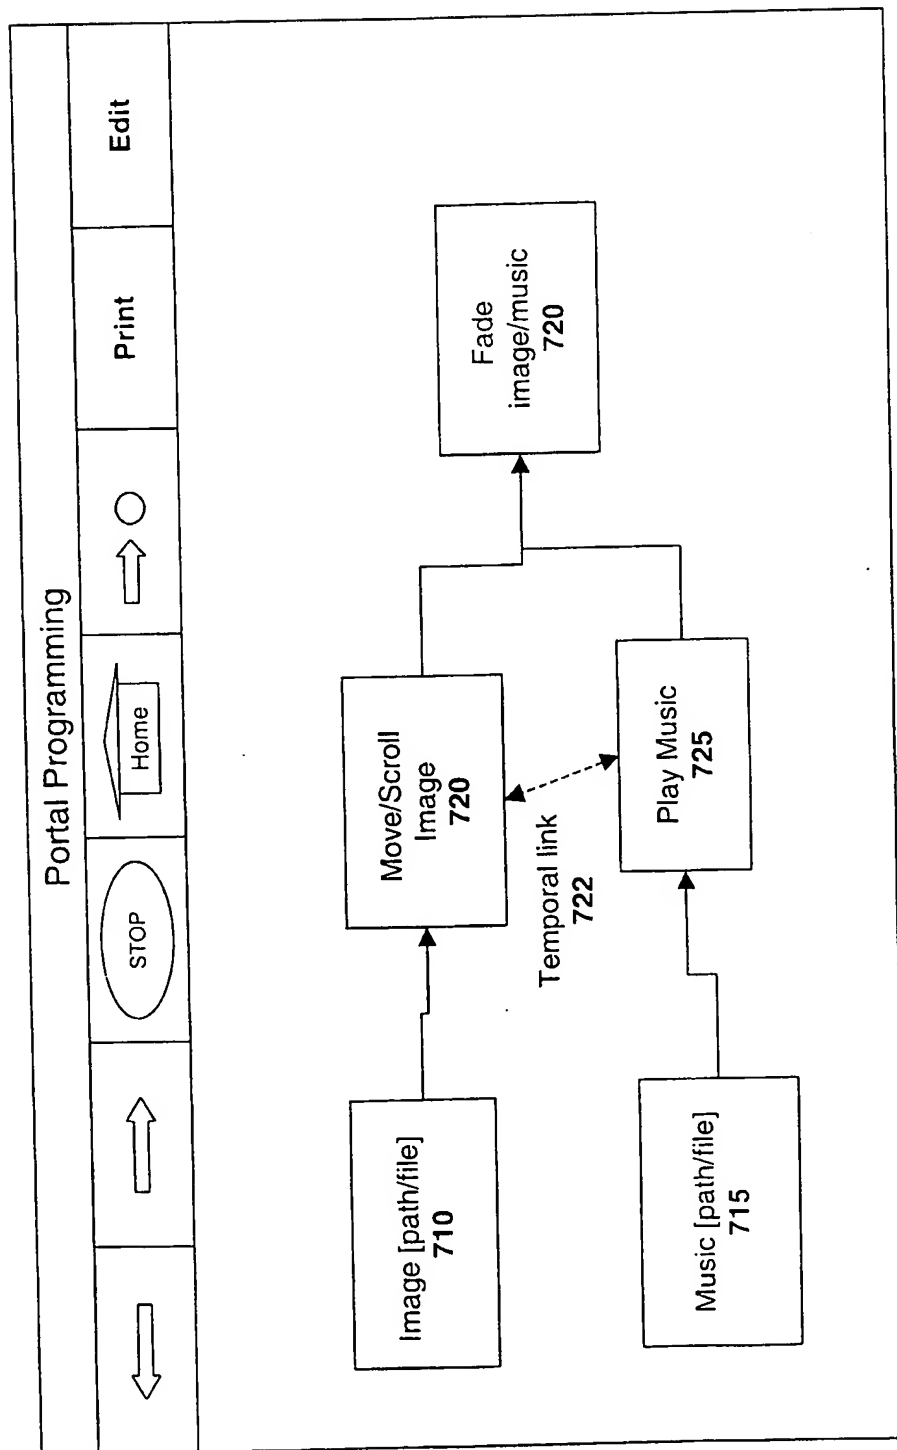 Portal Programming
STOP
Home
Print
Edit
Image [path/file]
710
Move/Scroll
Image
720
Fade
image/music
720
Temporal link
722
Music [path/file]
715
Play Music
725